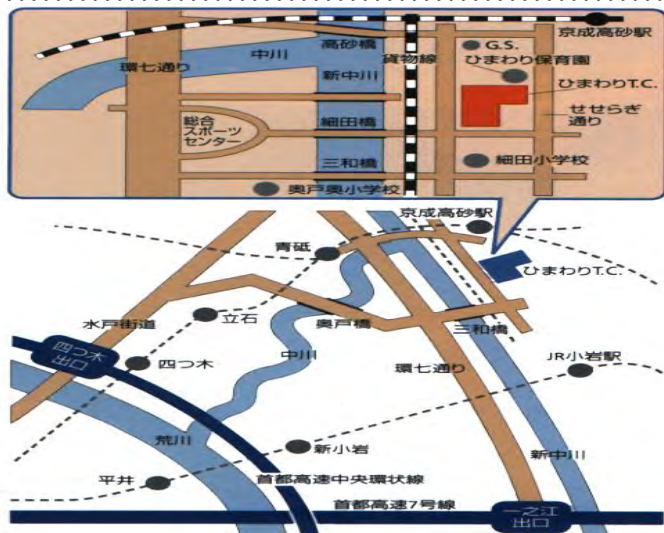 京成高砂駅
高砂橋
G.S.
中川
環七通り
新中川
貨物線
ひまわり保育園
ひまわりT.C.
せせらぎ
通り
総合
スポーツ
センター
細田橋
三和橋
細田小学校
奥戸奥小学校
京成高砂駅
青砥
ひまわりT.C.
立石
奥戸橋
三和橋
水戸街道
中川
四つ木
出口
四つ木
環七通り
JR小岩駅
荒川
新小岩
新中川
平井
首都高速中央環状線
首都高速7号線
一之江
出口